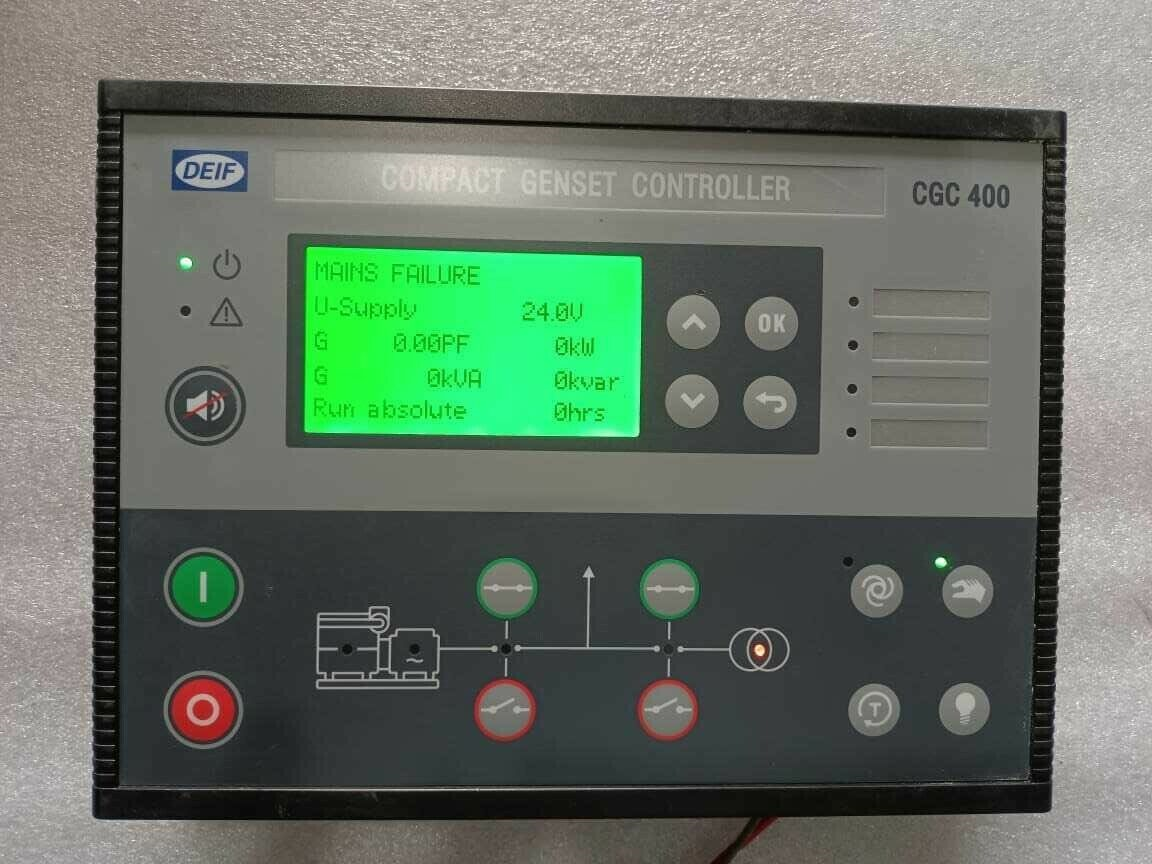 DEIF
COMPACT GENSET CONTROLLER
CGC 400
MAINS FAILURE
U-Supply 24.0V
G 0.00PF 0kW
G 0kVA 0kvar
Run absolute 0hrs
OK
I
O
T